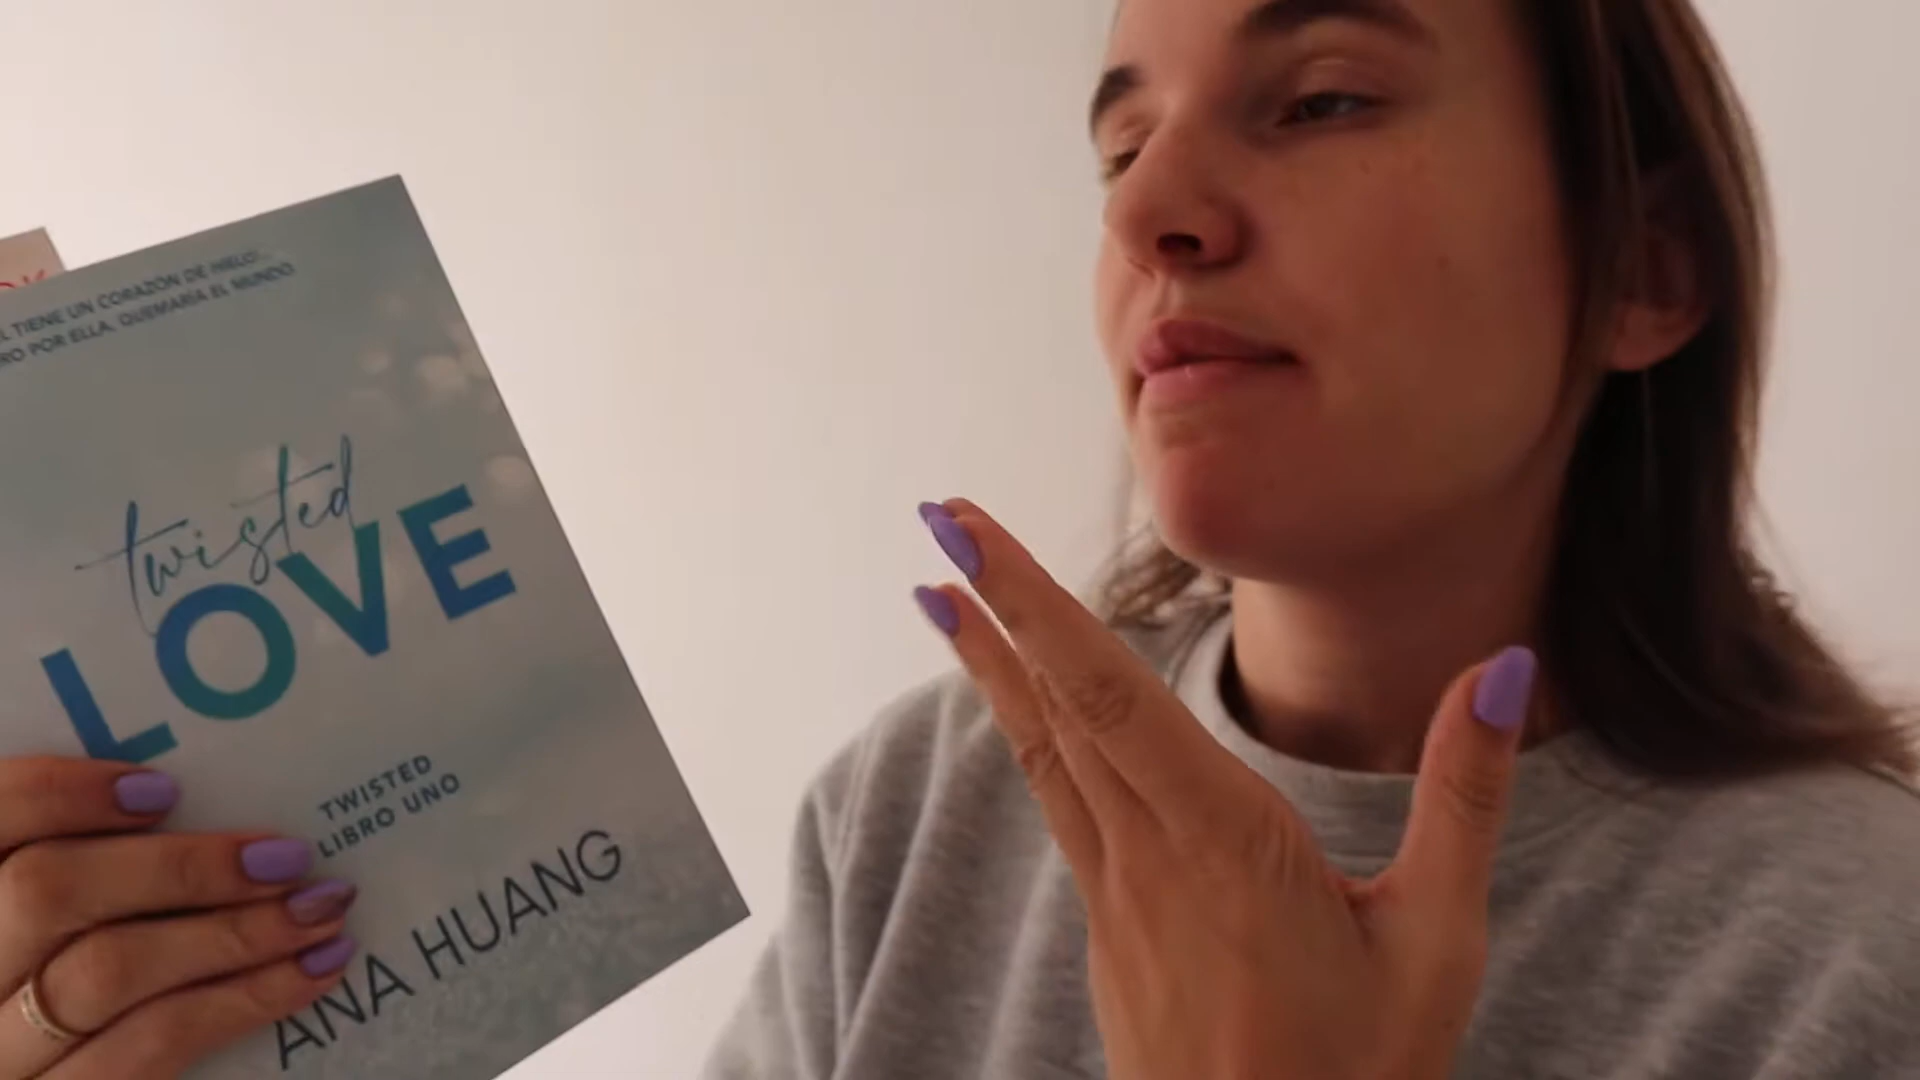 TIENE UN CORAZÓN DE HIELO...
POR ELLA, QUEMARÍA EL MUNDO.
twisted
LOVE
TWISTED
LIBRO UNO
ANA HUANG